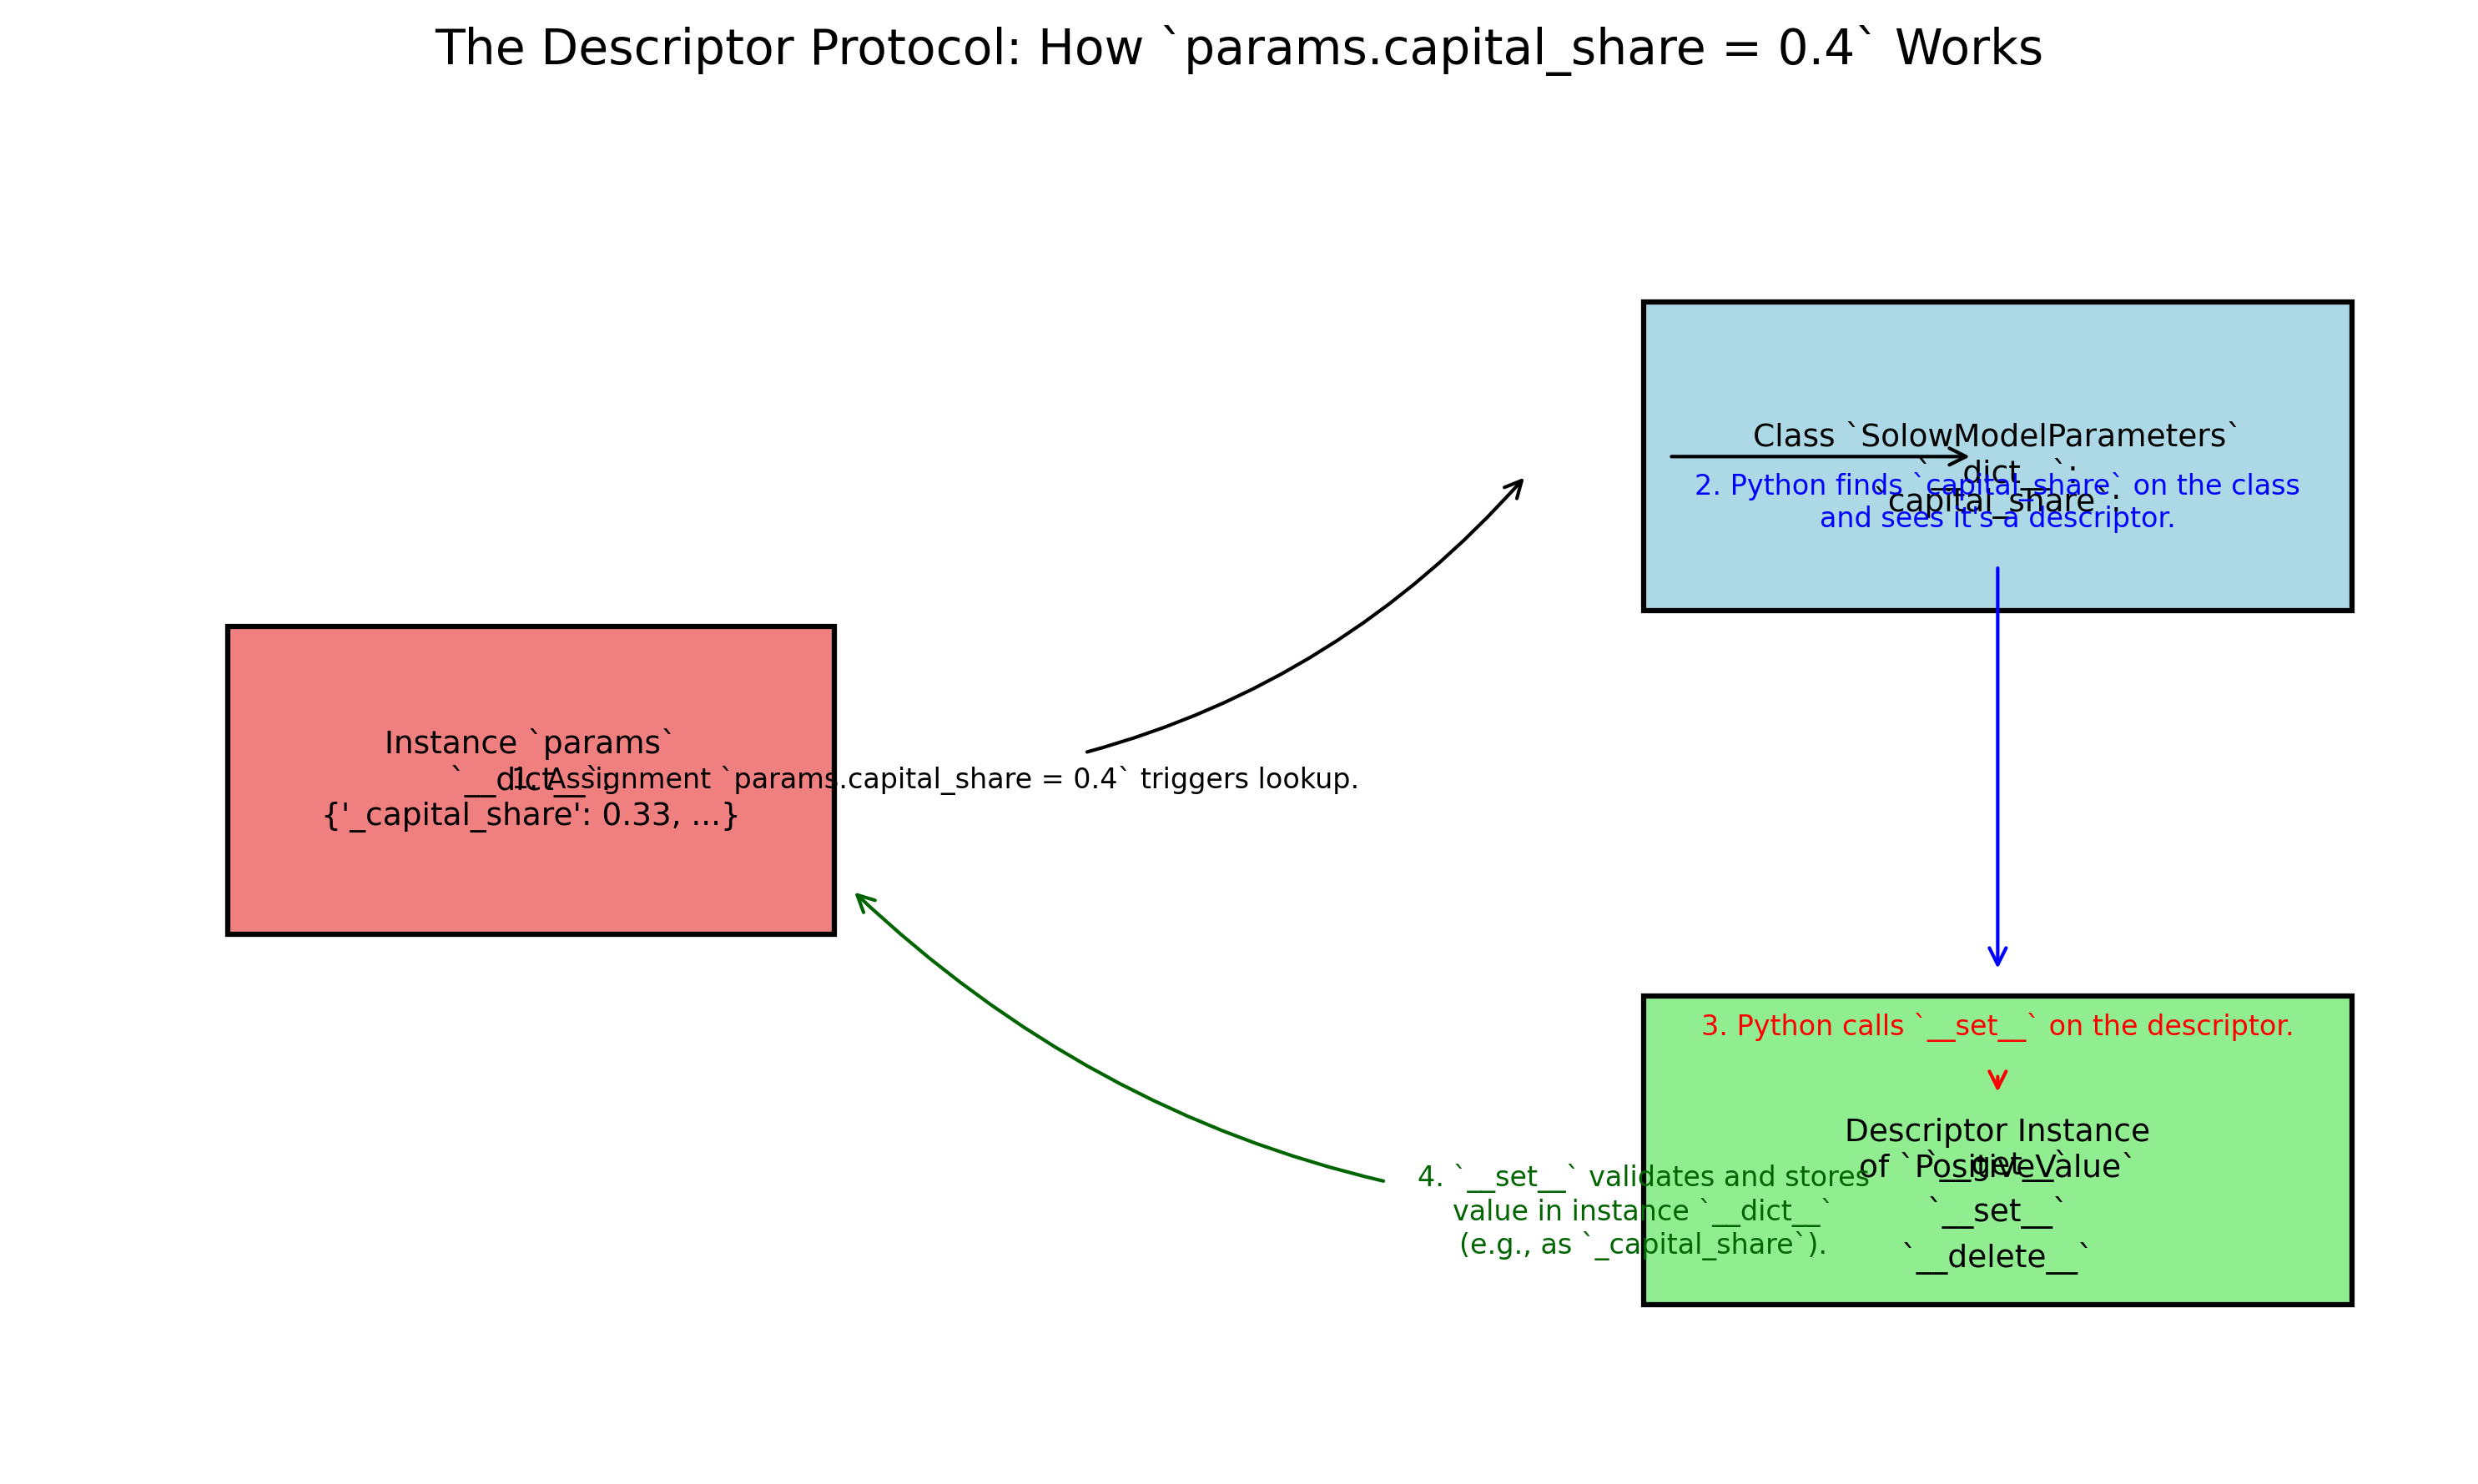 The Descriptor Protocol: How `params.capital_share = 0.4` Works
Class `SolowModelParameters`
`__dict__`:
`capital_share`:
2. Python finds `capital_share` on the class
and sees it's a descriptor.
Instance `params`
`__dict__`:
{'_capital_share': 0.33, ...}
1. Assignment `params.capital_share = 0.4` triggers lookup.
3. Python calls `__set__` on the descriptor.
Descriptor Instance
of `PositiveValue`
`__get__`
`__set__`
`__delete__`
4. `__set__` validates and stores
value in instance `__dict__`
(e.g., as `_capital_share`).